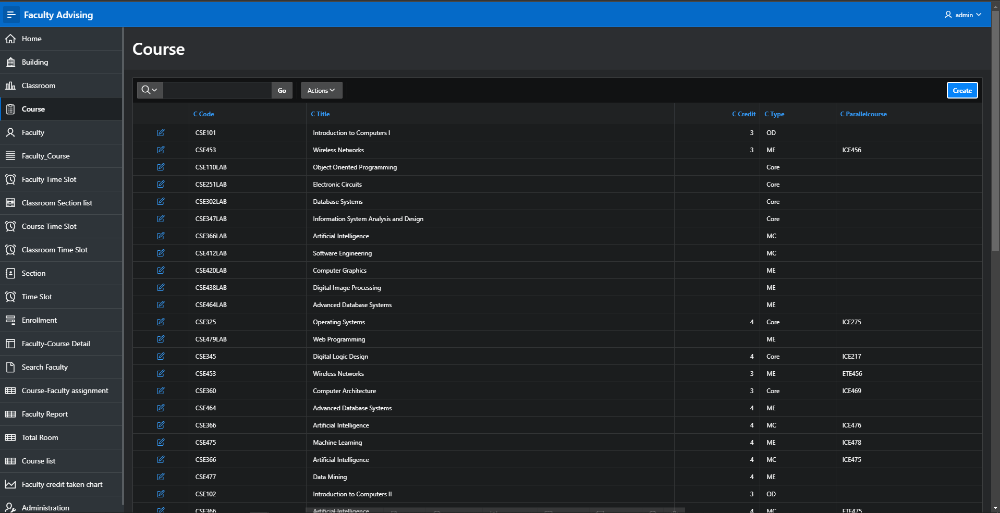 Faculty Advising
admin
Home
Building
Classroom
Course
Faculty
Faculty_Course
Faculty Time Slot
Classroom Section list
Course Time Slot
Classroom Time Slot
Section
Time Slot
Enrollment
Faculty-Course Detail
Search Faculty
Course-Faculty assignment
Faculty Report
Total Room
Course list
Faculty credit taken chart
Administration
Course
Go Actions Create
C Code C Title C Credit C Type C Parallelcourse
CSE101 Introduction to Computers I 3 OD
CSE453 Wireless Networks 3 ME ICE456
CSE110LAB Object Oriented Programming Core
CSE251LAB Electronic Circuits Core
CSE302LAB Database Systems Core
CSE347LAB Information System Analysis and Design Core
CSE366LAB Artificial Intelligence MC
CSE412LAB Software Engineering MC
CSE420LAB Computer Graphics ME
CSE438LAB Digital Image Processing ME
CSE464LAB Advanced Database Systems ME
CSE325 Operating Systems 4 Core ICE275
CSE479LAB Web Programming ME
CSE345 Digital Logic Design 4 Core ICE217
CSE453 Wireless Networks 3 ME ETE456
CSE360 Computer Architecture 3 Core ICE469
CSE464 Advanced Database Systems 4 ME
CSE366 Artificial Intelligence 4 MC ICE476
CSE475 Machine Learning 4 ME ICE478
CSE366 Artificial Intelligence 4 MC ICE475
CSE477 Data Mining 4 ME
CSE102 Introduction to Computers II 3 OD
CSE366 Artificial Intelligence 4 MC ETE475